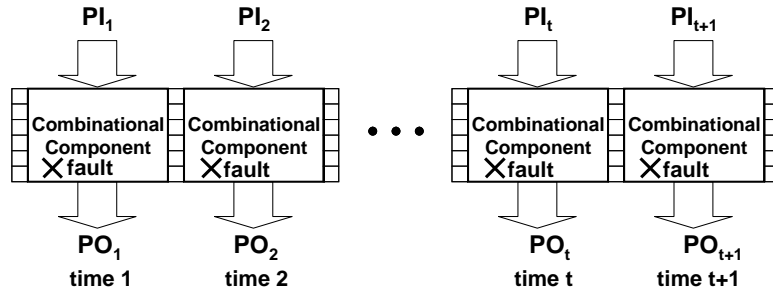 PI1 PI2 PIt PIt+1
Combinational Component fault
Combinational Component fault
Combinational Component fault
Combinational Component fault
PO1 PO2 POt POt+1
time 1 time 2 time t time t+1